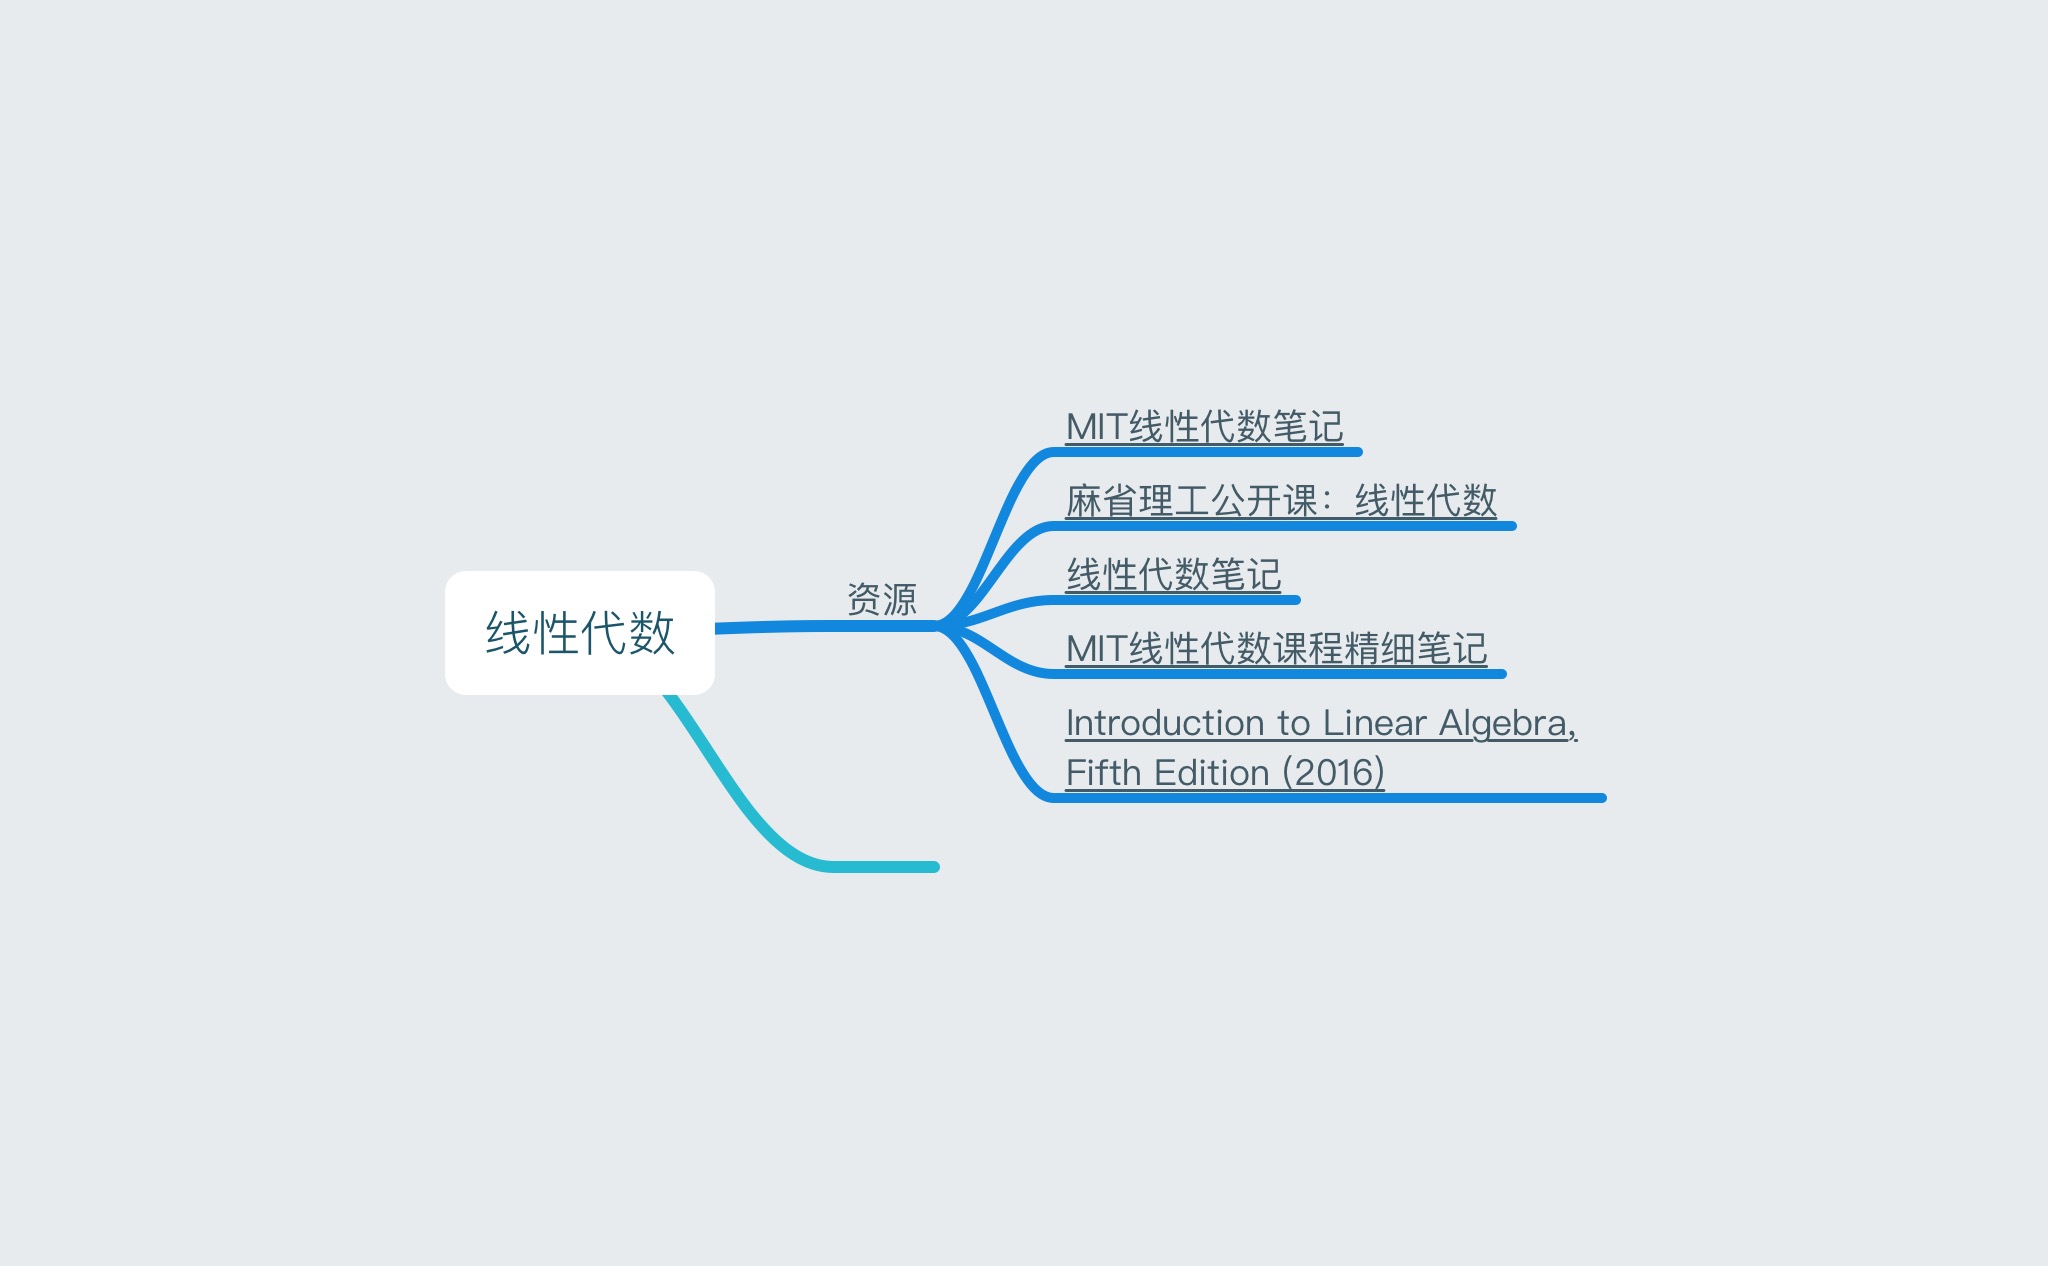 线性代数
资源
MIT线性代数笔记
麻省理工公开课：线性代数
线性代数笔记
MIT线性代数课程精细笔记
Introduction to Linear Algebra,
Fifth Edition (2016)